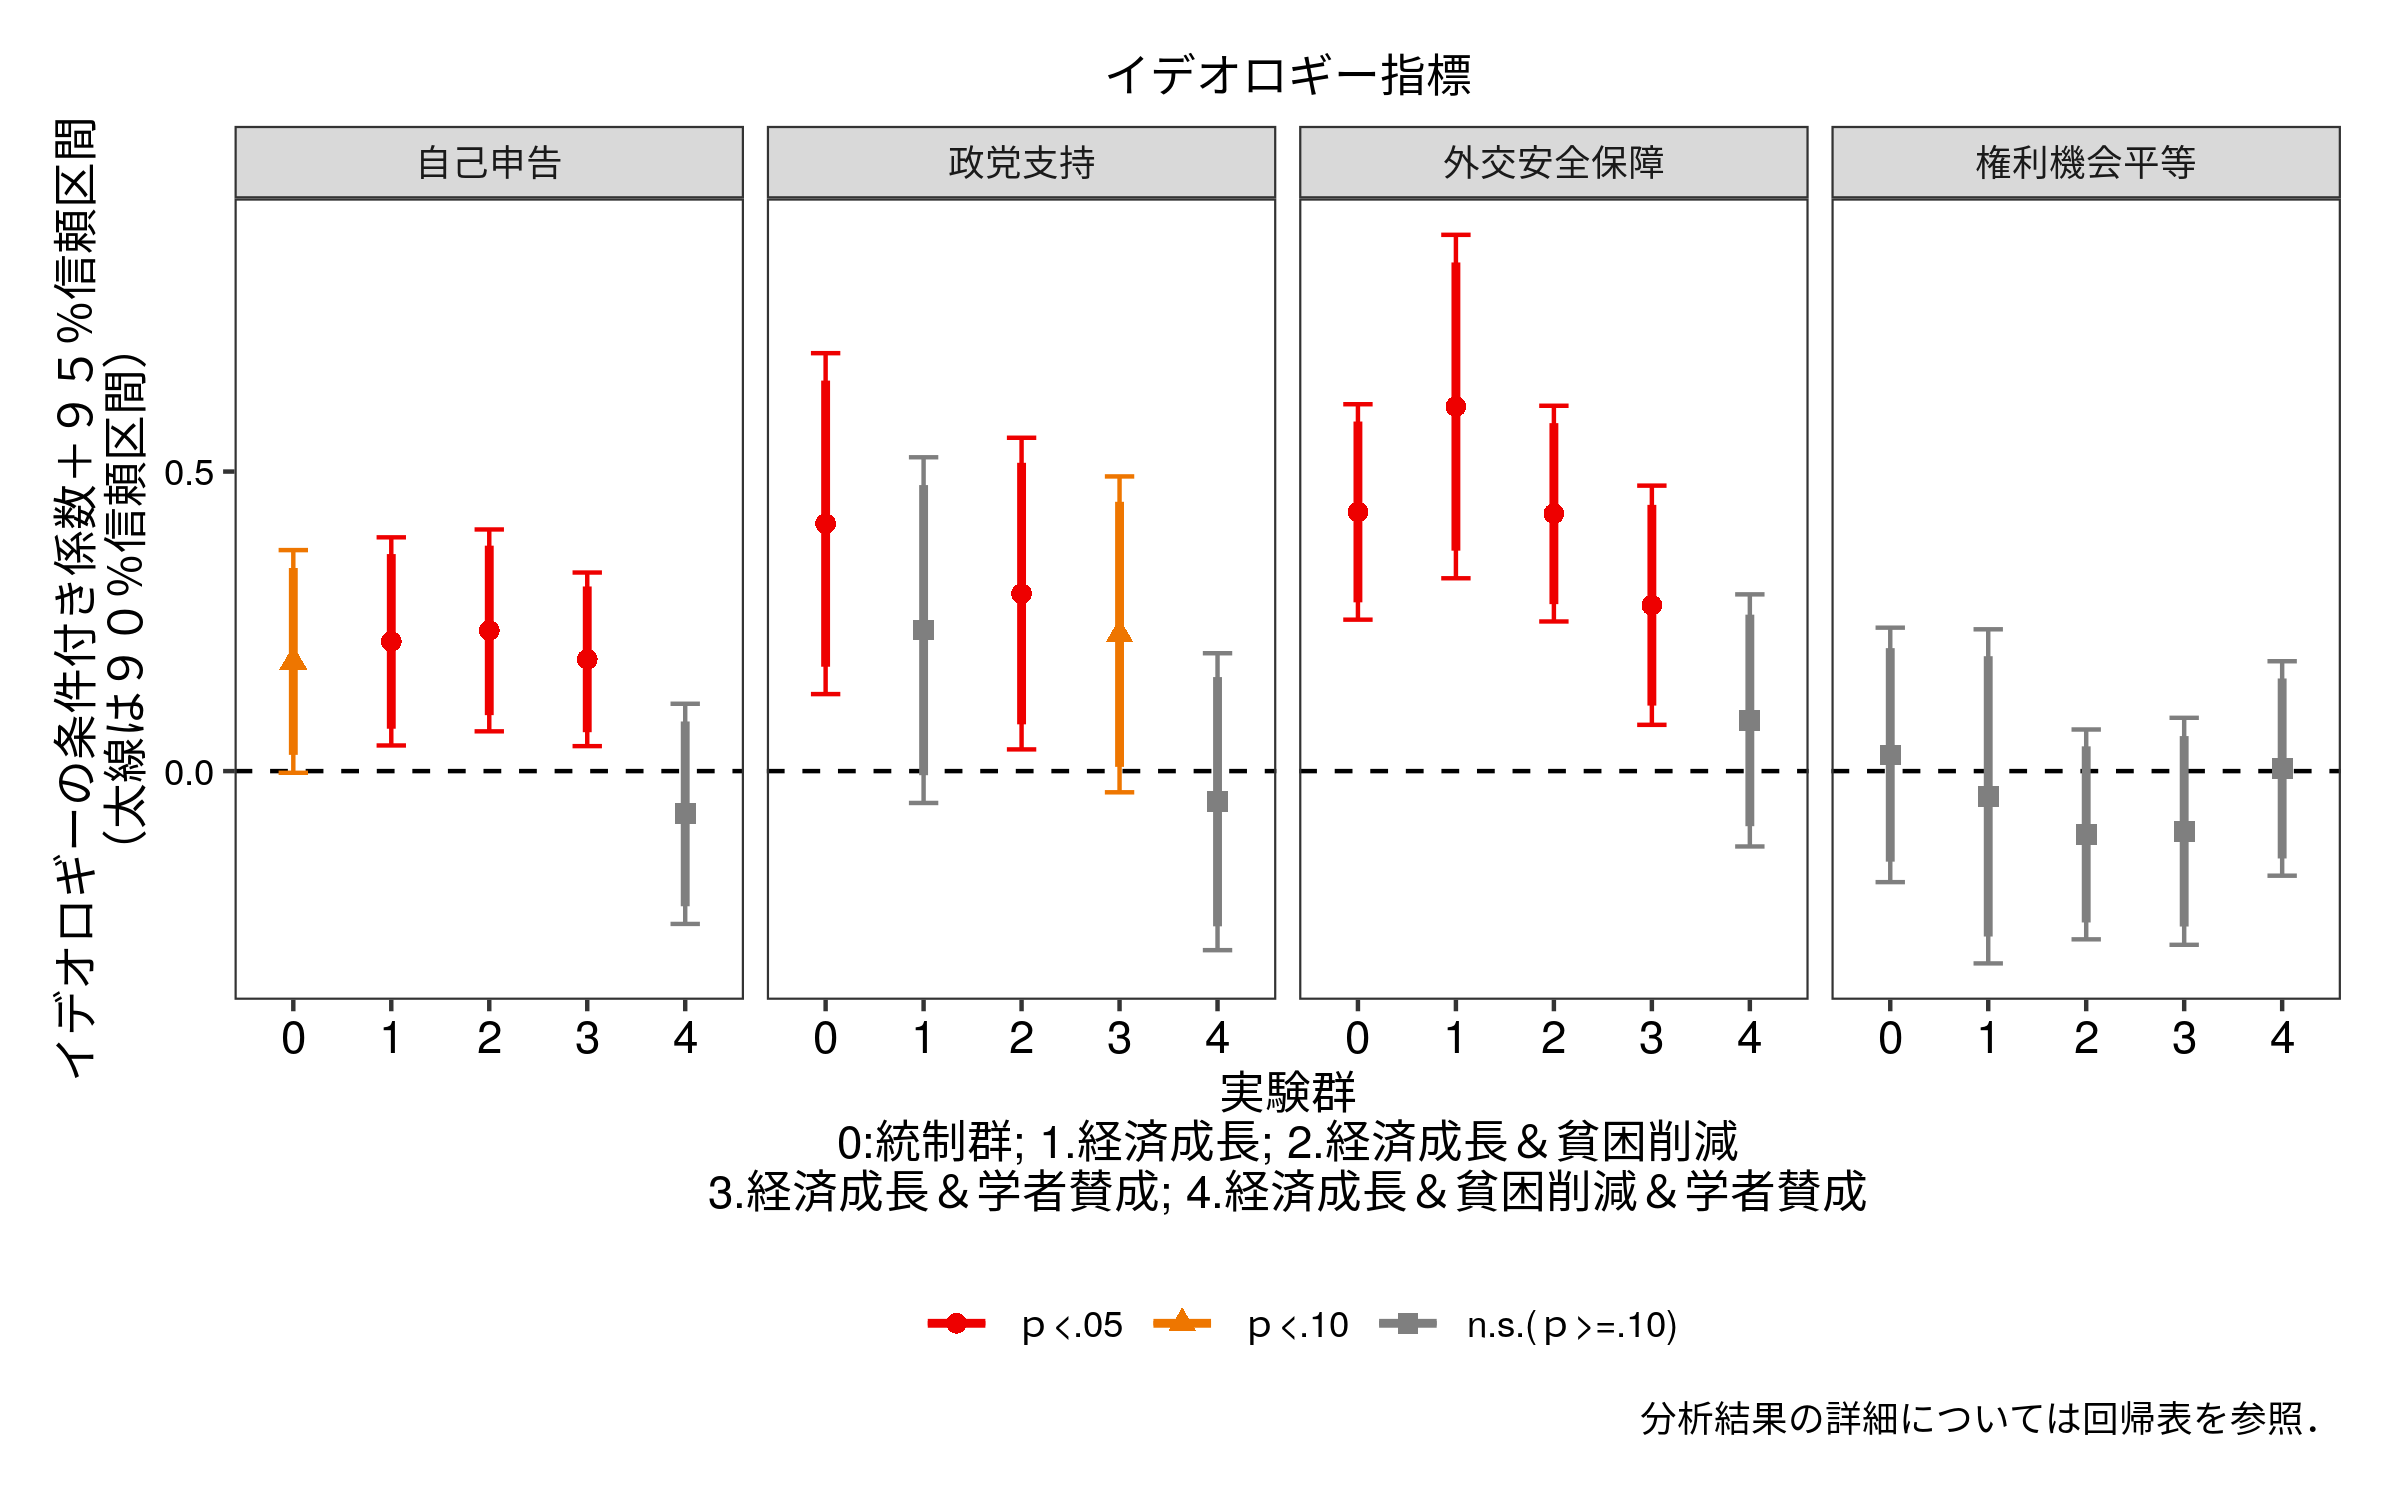 イデオロギー指標
自己申告 政党支持 外交安全保障 権利機会平等
イデオロギーの条件付き係数＋９５％信頼区間
（太線は９０％信頼区間）
0.5
0.0
0 1 2 3 4 0 1 2 3 4 0 1 2 3 4 0 1 2 3 4
実験群
0:統制群; 1.経済成長; 2.経済成長＆貧困削減
3.経済成長＆学者賛成; 4.経済成長＆貧困削減＆学者賛成
ｐ<.05 ｐ<.10 n.s.(ｐ>=.10)
分析結果の詳細については回帰表を参照．